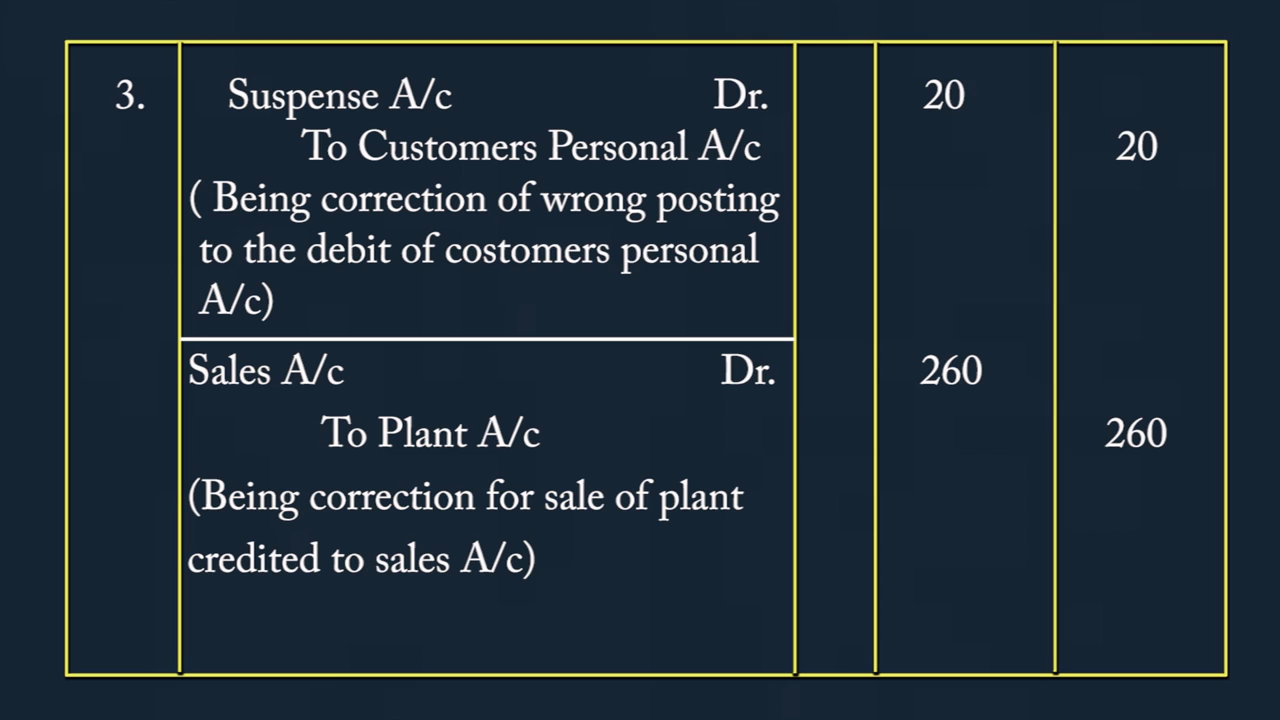 3. Suspense A/c Dr. 20
To Customers Personal A/c 20
( Being correction of wrong posting
to the debit of costomers personal
A/c)
Sales A/c Dr. 260
To Plant A/c 260
(Being correction for sale of plant
credited to sales A/c)